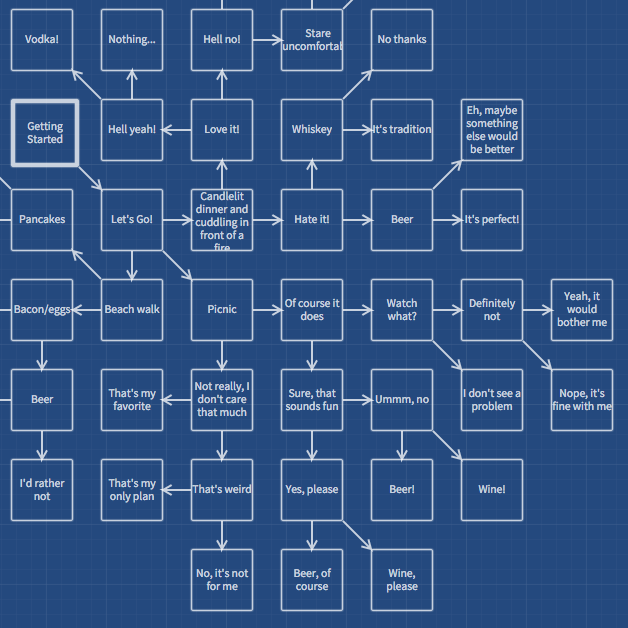 Vodka!
Nothing...
Hell no!
Stare
uncomfortal
No thanks
Getting
Started
Hell yeah!
Love it!
Whiskey
It's tradition
Eh, maybe
something
else would
be better
Pancakes
Let's Go!
Candlelit
dinner and
cuddling in
front of a
fire
Hate it!
Beer
It's perfect!
Bacon/eggs
Beach walk
Picnic
Of course it
does
Watch
what?
Definitely
not
Yeah, it
would
bother me
Beer
That's my
favorite
Not really, I
don't care
that much
Sure, that
sounds fun
Ummm, no
I don't see a
problem
Nope, it's
fine with me
I'd rather
not
That's my
only plan
That's weird
Yes, please
Beer!
Wine!
No, it's not
for me
Beer, of
course
Wine,
please